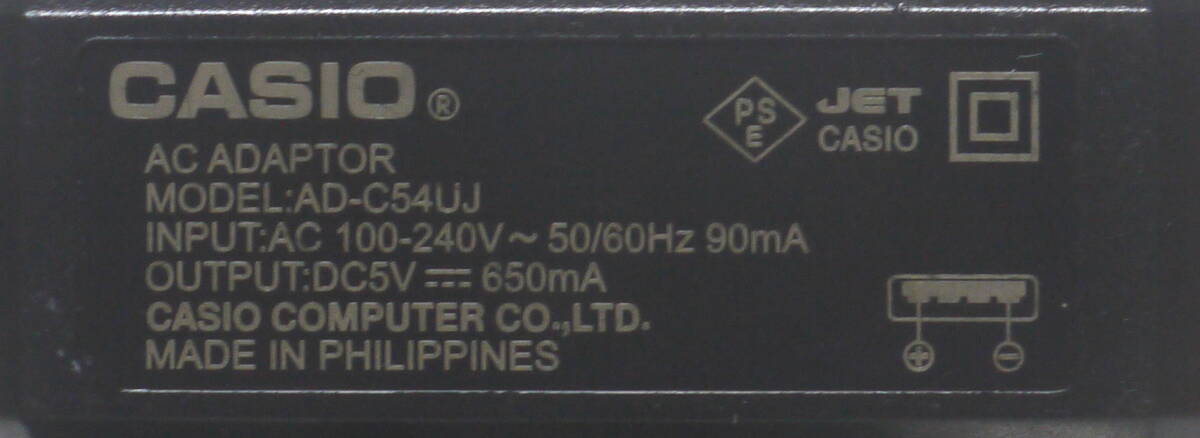 CASIO®
AC ADAPTOR
MODEL:AD-C54UJ
INPUT:AC 100-240V~ 50/60Hz 90mA
OUTPUT:DC5V⎓650mA
CASIO COMPUTER CO.,LTD.
MADE IN PHILIPPINES
PS
E
JET
CASIO
+ -